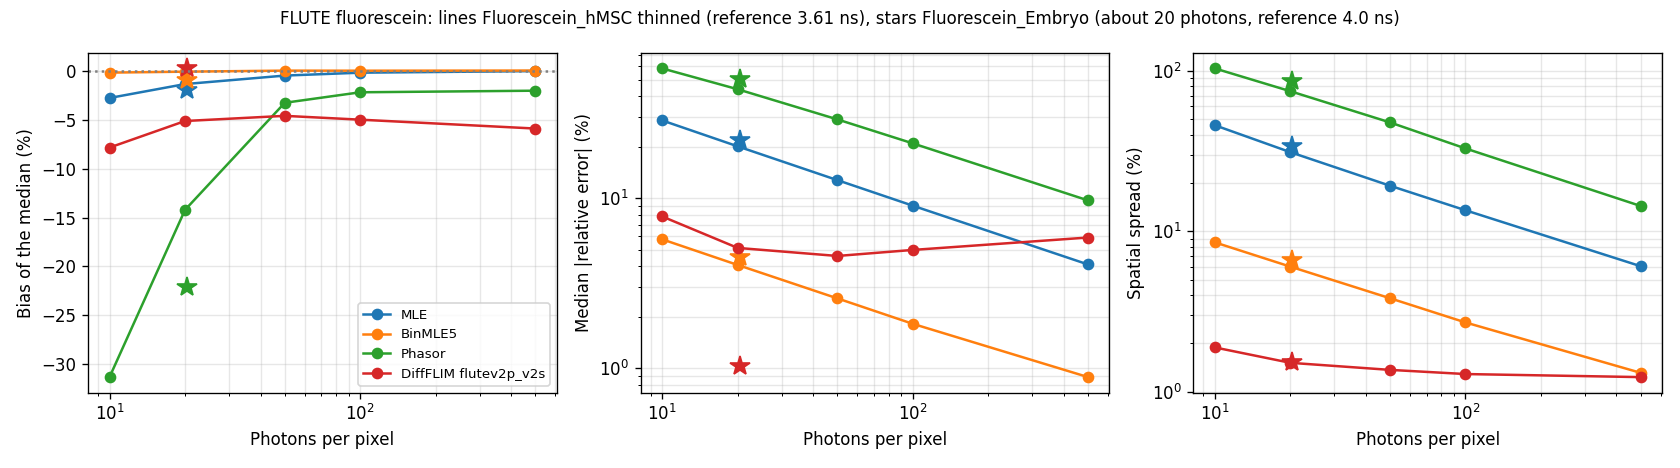 FLUTE fluorescein: lines Fluorescein_hMSC thinned (reference 3.61 ns), stars Fluorescein_Embryo (about 20 photons, reference 4.0 ns)
Bias of the median (%)
0
−5
−10
−15
−20
−25
−30
10¹
10²
Photons per pixel
MLE
BinMLE5
Phasor
DiffFLIM flutev2p_v2s
Median |relative error| (%)
10¹
10⁰
10¹
10²
Photons per pixel
Spatial spread (%)
10²
10¹
10⁰
10¹
10²
Photons per pixel